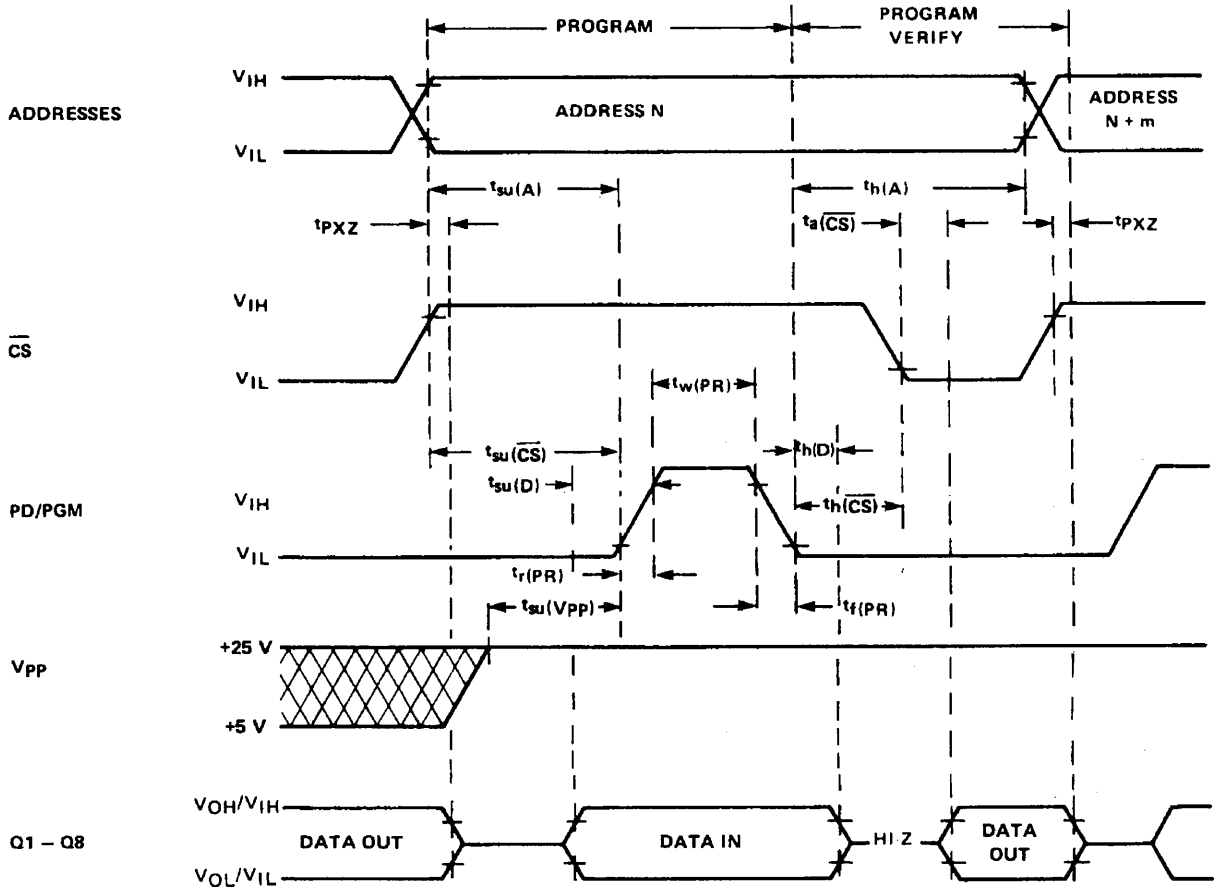 PROGRAM
PROGRAM
VERIFY
VIH
ADDRESSES
ADDRESS N
ADDRESS
N + m
VIL
tsu(A)
th(A)
tPXZ
ta(CS)
tPXZ
VIH
CS
VIL
tw(PR)
tsu(CS)
th(D)
tsu(D)
PD/PGM
VIH
th(CS)
VIL
tr(PR)
tsu(VPP)
tf(PR)
VPP
+25 V
+5 V
VOH/VIH
Q1 – Q8
DATA OUT
DATA IN
HI·Z
DATA
OUT
VOL/VIL